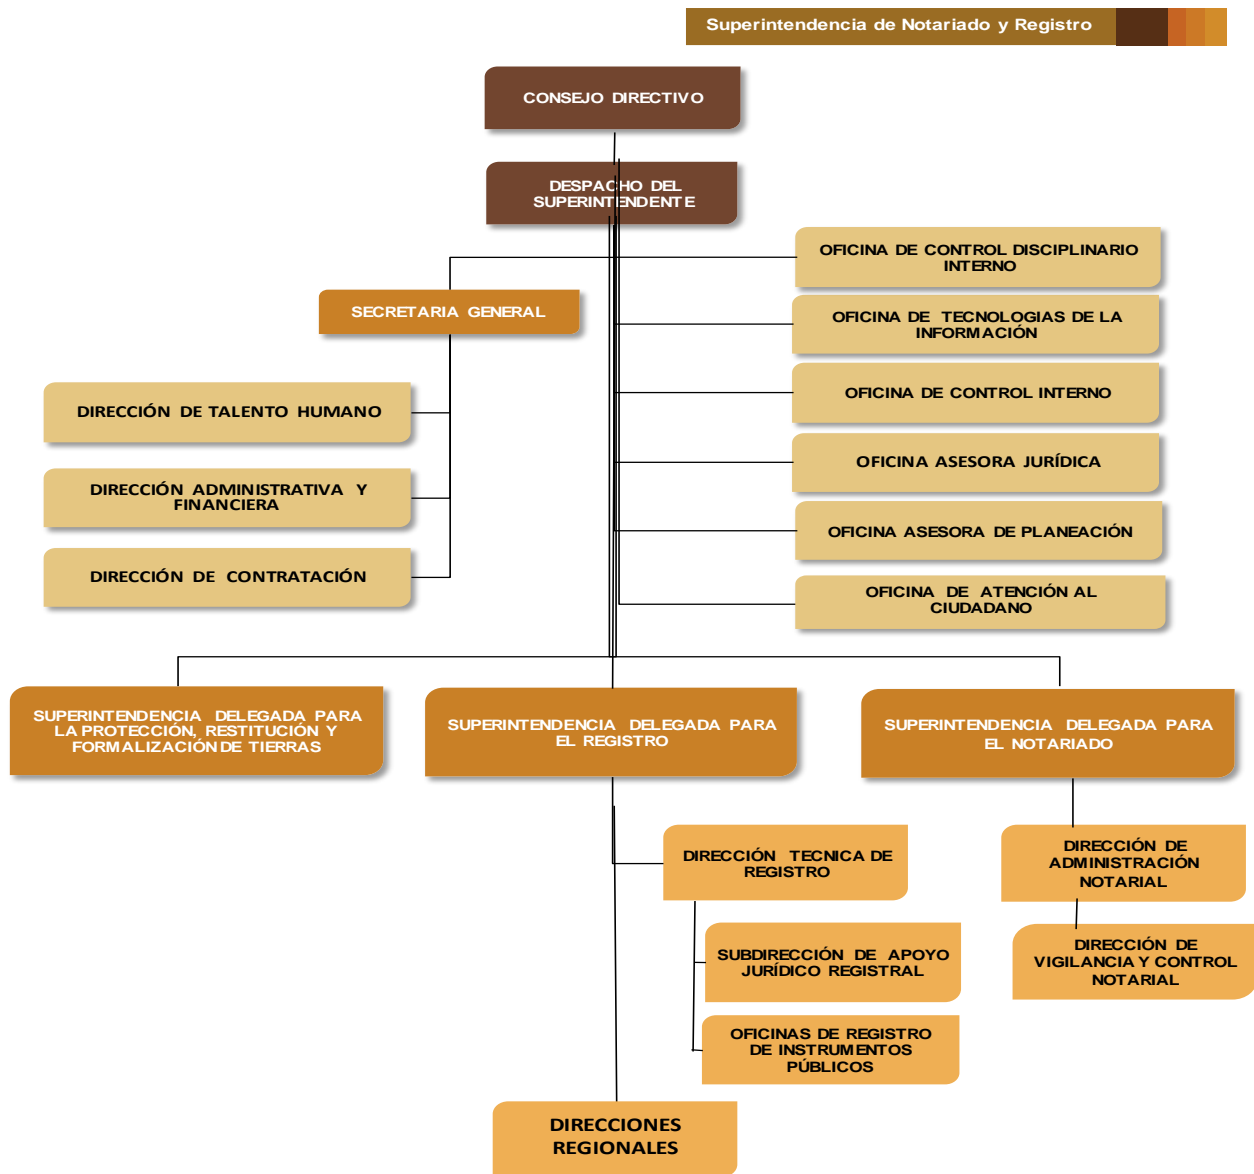 Superintendencia de Notariado y Registro
CONSEJO DIRECTIVO
DESPACHO DEL
SUPERINTENDENTE
OFICINA DE CONTROL DISCIPLINARIO
INTERNO
SECRETARIA GENERAL
OFICINA DE TECNOLOGIAS DE LA
INFORMACIÓN
DIRECCIÓN DE TALENTO HUMANO
OFICINA DE CONTROL INTERNO
DIRECCIÓN ADMINISTRATIVA Y
FINANCIERA
OFICINA ASESORA JURÍDICA
DIRECCIÓN DE CONTRATACIÓN
OFICINA ASESORA DE PLANEACIÓN
OFICINA DE ATENCIÓN AL
CIUDADANO
SUPERINTENDENCIA DELEGADA PARA
LA PROTECCIÓN, RESTITUCIÓN Y
FORMALIZACIÓN DE TIERRAS
SUPERINTENDENCIA DELEGADA PARA
EL REGISTRO
SUPERINTENDENCIA DELEGADA PARA
EL NOTARIADO
DIRECCIÓN TECNICA DE
REGISTRO
DIRECCIÓN DE
ADMINISTRACIÓN
NOTARIAL
SUBDIRECCIÓN DE APOYO
JURÍDICO REGISTRAL
DIRECCIÓN DE
VIGILANCIA Y CONTROL
NOTARIAL
OFICINAS DE REGISTRO
DE INSTRUMENTOS
PÚBLICOS
DIRECCIONES
REGIONALES